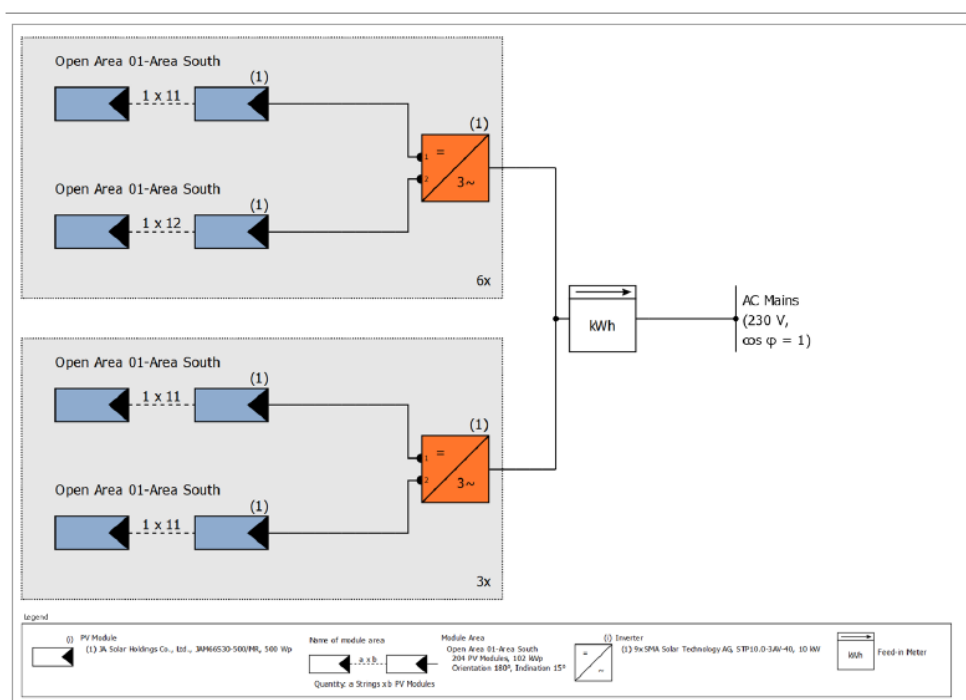 Open Area 01-Area South
(1)
1 x 11
(1)
1
=
2
3~
Open Area 01-Area South
(1)
1 x 12
6x
kWh
AC Mains
(230 V,
cos φ = 1)
Open Area 01-Area South
(1)
1 x 11
(1)
1
=
2
3~
Open Area 01-Area South
(1)
1 x 11
3x
Legend
(i) PV Module
(1) JA Solar Holdings Co., Ltd., JAM66S30-500/MR, 500 Wp
Name of module area
a x b
Quantity: a Strings x b PV Modules
Module Area
Open Area 01-Area South
204 PV Modules, 102 kWp
Orientation 180°, Inclination 15°
(i) Inverter
=
~
(1) 9x SMA Solar Technology AG, STP10.0-3AV-40, 10 kW
kWh
Feed-in Meter